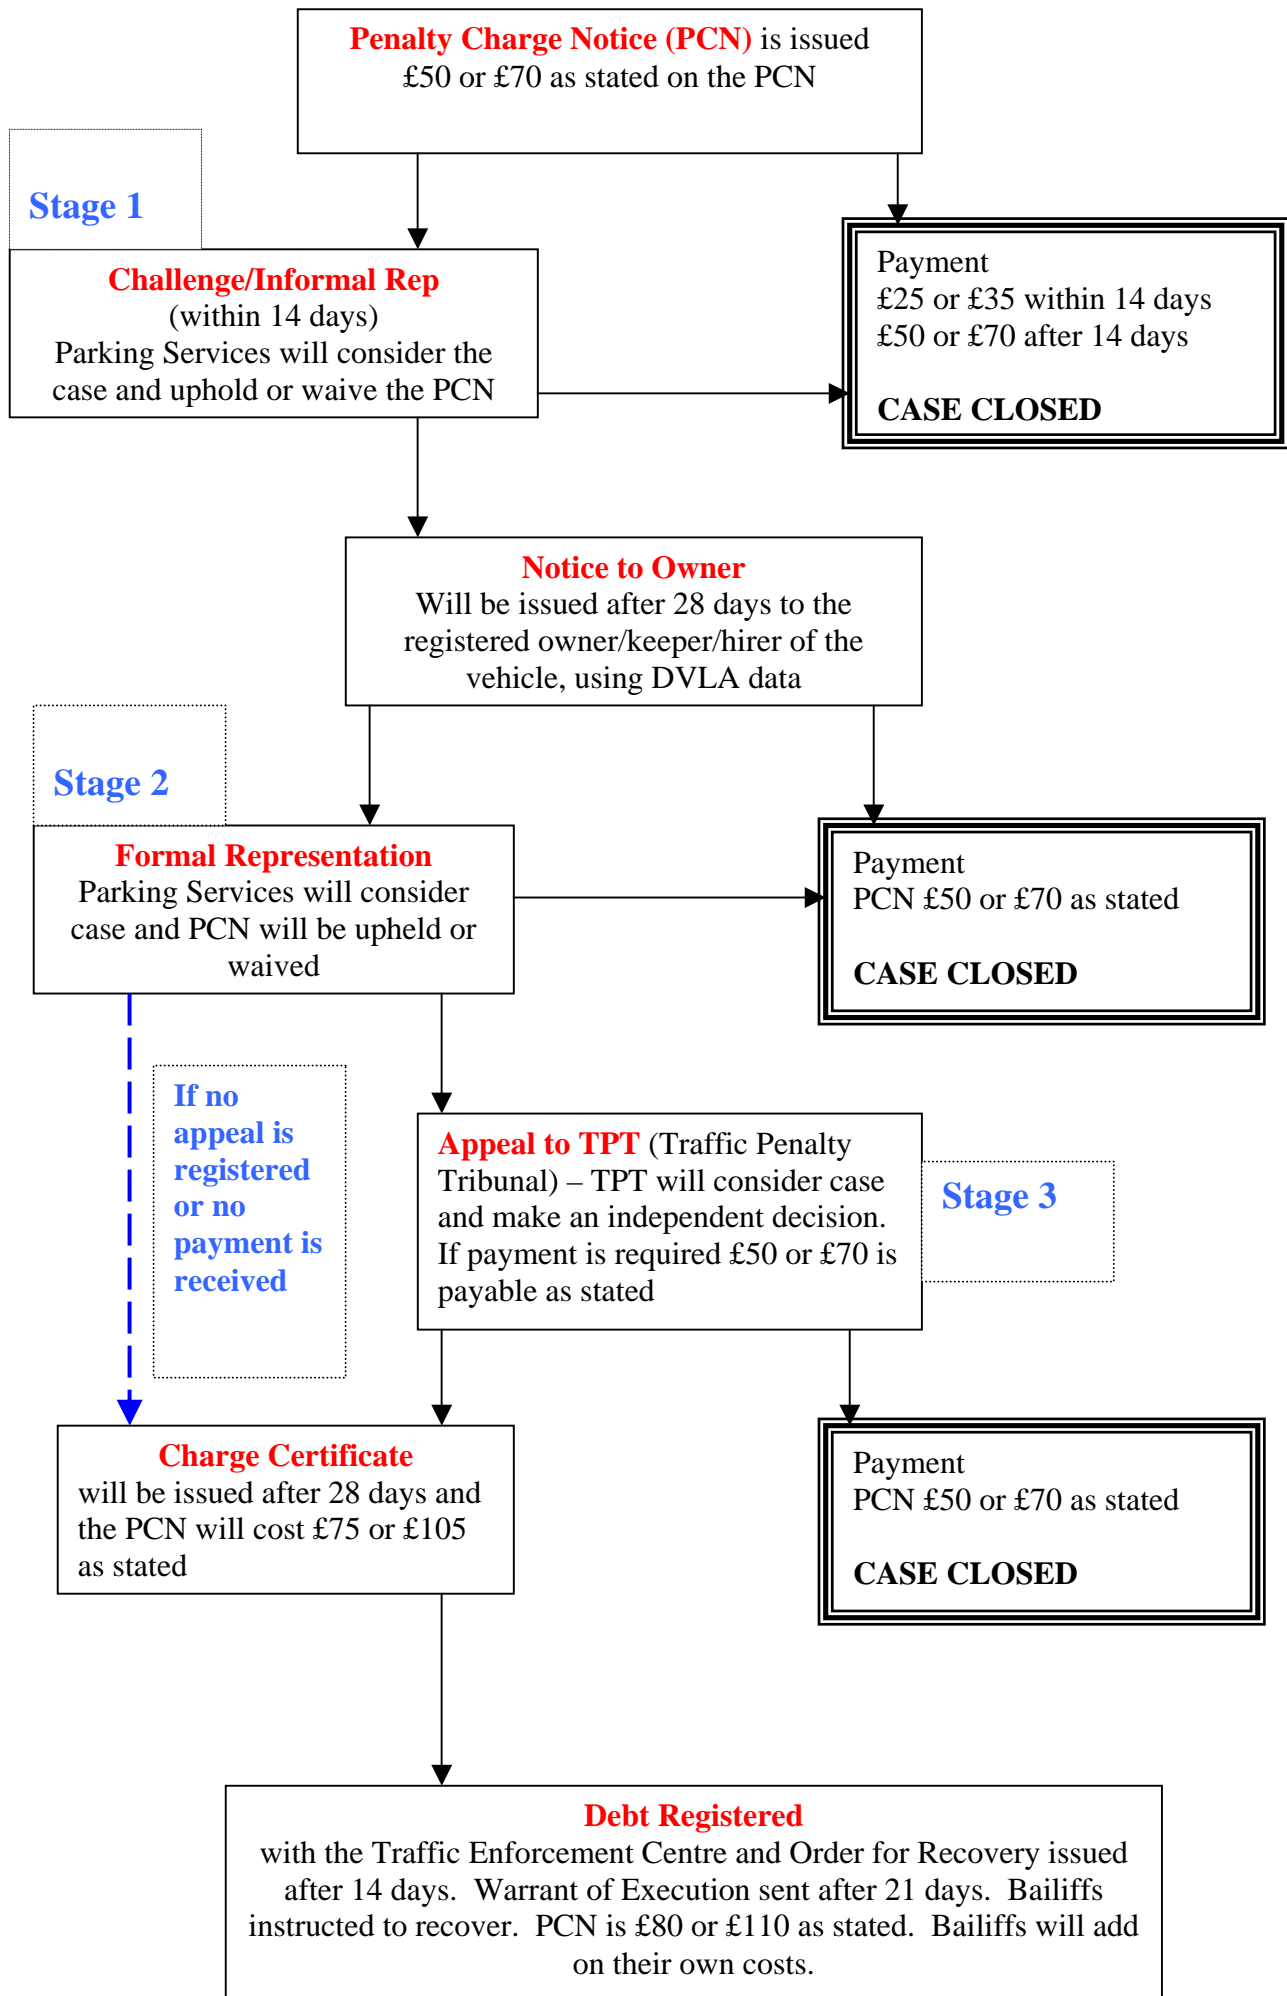 Penalty Charge Notice (PCN) is issued
£50 or £70 as stated on the PCN
Stage 1
Challenge/Informal Rep
(within 14 days)
Parking Services will consider the
case and uphold or waive the PCN
Payment
£25 or £35 within 14 days
£50 or £70 after 14 days
CASE CLOSED
Notice to Owner
Will be issued after 28 days to the
registered owner/keeper/hirer of the
vehicle, using DVLA data
Stage 2
Formal Representation
Parking Services will consider
case and PCN will be upheld or
waived
Payment
PCN £50 or £70 as stated
CASE CLOSED
If no
appeal is
registered
or no
payment is
received
Appeal to TPT (Traffic Penalty
Tribunal) – TPT will consider case
and make an independent decision.
If payment is required £50 or £70 is
payable as stated
Stage 3
Charge Certificate
will be issued after 28 days and
the PCN will cost £75 or £105
as stated
Payment
PCN £50 or £70 as stated
CASE CLOSED
Debt Registered
with the Traffic Enforcement Centre and Order for Recovery issued
after 14 days.  Warrant of Execution sent after 21 days.  Bailiffs
instructed to recover.  PCN is £80 or £110 as stated.  Bailiffs will add
on their own costs.